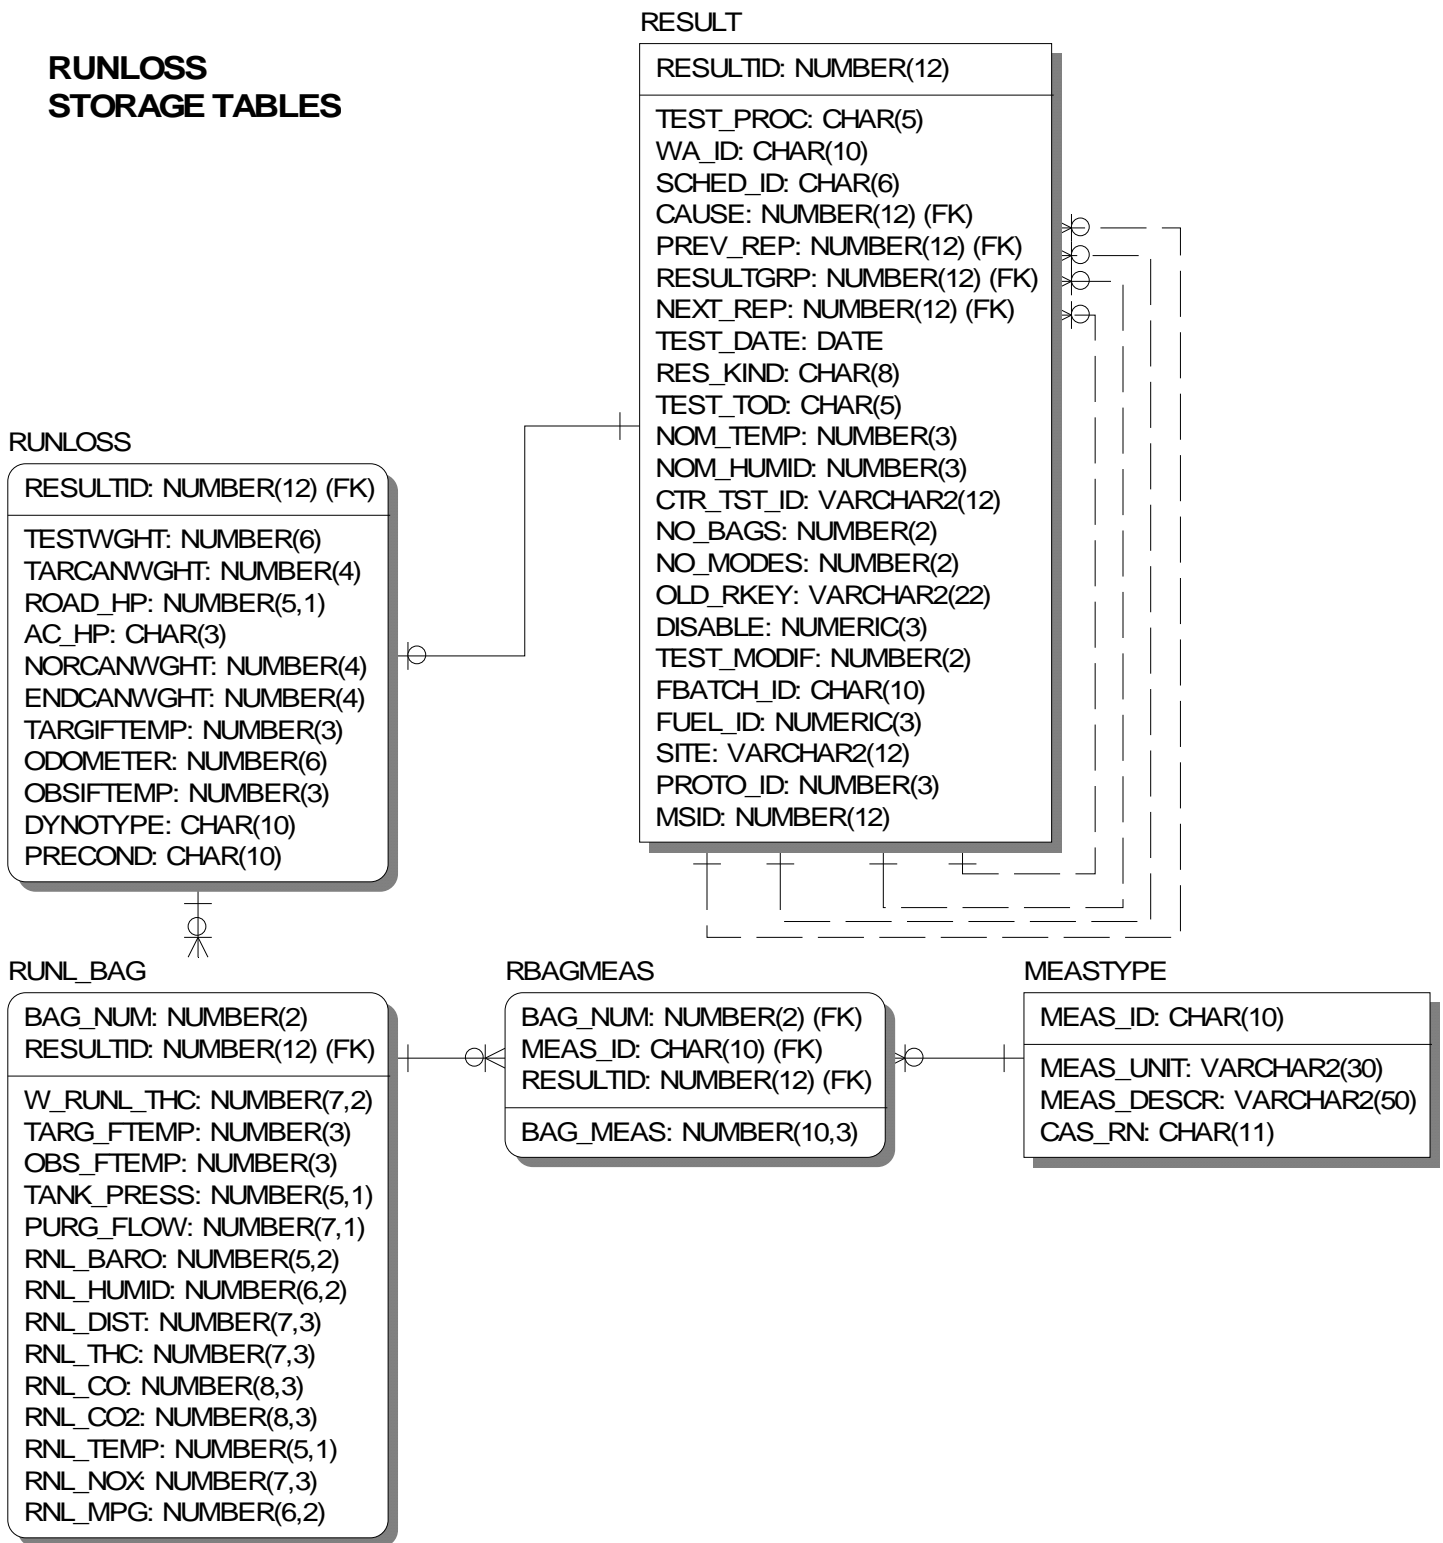 RUNLOSS
STORAGE TABLES
RESULT
RESULTID: NUMBER(12)
TEST_PROC: CHAR(5)
WA_ID: CHAR(10)
SCHED_ID: CHAR(6)
CAUSE: NUMBER(12) (FK)
PREV_REP: NUMBER(12) (FK)
RESULTGRP: NUMBER(12) (FK)
NEXT_REP: NUMBER(12) (FK)
TEST_DATE: DATE
RES_KIND: CHAR(8)
TEST_TOD: CHAR(5)
NOM_TEMP: NUMBER(3)
NOM_HUMID: NUMBER(3)
CTR_TST_ID: VARCHAR2(12)
NO_BAGS: NUMBER(2)
NO_MODES: NUMBER(2)
OLD_RKEY: VARCHAR2(22)
DISABLE: NUMERIC(3)
TEST_MODIF: NUMBER(2)
FBATCH_ID: CHAR(10)
FUEL_ID: NUMERIC(3)
SITE: VARCHAR2(12)
PROTO_ID: NUMBER(3)
MSID: NUMBER(12)
RUNLOSS
RESULTID: NUMBER(12) (FK)
TESTWGHT: NUMBER(6)
TARCANWGHT: NUMBER(4)
ROAD_HP: NUMBER(5,1)
AC_HP: CHAR(3)
NORCANWGHT: NUMBER(4)
ENDCANWGHT: NUMBER(4)
TARGIFTEMP: NUMBER(3)
ODOMETER: NUMBER(6)
OBSIFTEMP: NUMBER(3)
DYNOTYPE: CHAR(10)
PRECOND: CHAR(10)
RUNL_BAG
BAG_NUM: NUMBER(2)
RESULTID: NUMBER(12) (FK)
W_RUNL_THC: NUMBER(7,2)
TARG_FTEMP: NUMBER(3)
OBS_FTEMP: NUMBER(3)
TANK_PRESS: NUMBER(5,1)
PURG_FLOW: NUMBER(7,1)
RNL_BARO: NUMBER(5,2)
RNL_HUMID: NUMBER(6,2)
RNL_DIST: NUMBER(7,3)
RNL_THC: NUMBER(7,3)
RNL_CO: NUMBER(8,3)
RNL_CO2: NUMBER(8,3)
RNL_TEMP: NUMBER(5,1)
RNL_NOX: NUMBER(7,3)
RNL_MPG: NUMBER(6,2)
RBAGMEAS
BAG_NUM: NUMBER(2) (FK)
MEAS_ID: CHAR(10) (FK)
RESULTID: NUMBER(12) (FK)
BAG_MEAS: NUMBER(10,3)
MEASTYPE
MEAS_ID: CHAR(10)
MEAS_UNIT: VARCHAR2(30)
MEAS_DESCR: VARCHAR2(50)
CAS_RN: CHAR(11)